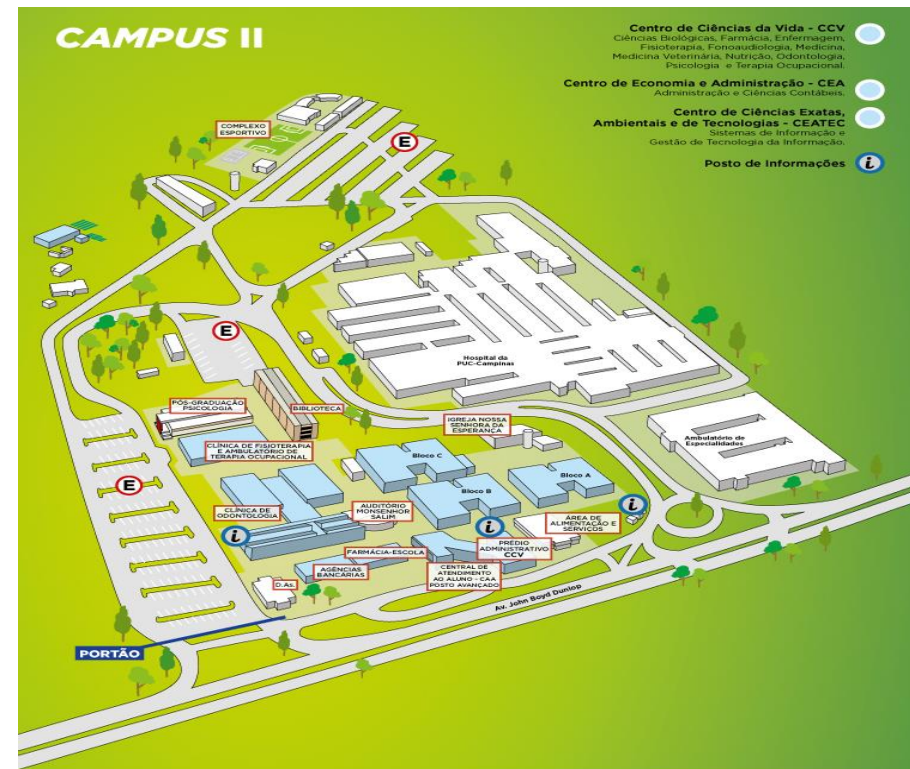 CAMPUS II
Centro de Ciências da Vida - CCV
Ciências Biológicas, Farmácia, Enfermagem,
Fisioterapia, Fonoaudiologia, Medicina,
Medicina Veterinária, Nutrição, Odontologia,
Psicologia e Terapia Ocupacional.
Centro de Economia e Administração - CEA
Administração e Ciências Contábeis.
Centro de Ciências Exatas,
Ambientais e de Tecnologias - CEATEC
Sistemas de Informação e
Gestão de Tecnologia da Informação.
Posto de Informações
i
COMPLEXO
ESPORTIVO
E
E
Hospital da
PUC-Campinas
PÓS-GRADUAÇÃO
PSICOLOGIA
BIBLIOTECA
IGREJA NOSSA
SENHORA DA
ESPERANÇA
Ambulatório de
Especialidades
CLÍNICA DE FISIOTERAPIA
E AMBULATÓRIO DE
TERAPIA OCUPACIONAL
Bloco C
Bloco A
Bloco B
E
CLÍNICA DE
ODONTOLOGIA
AUDITÓRIO
MONSENHOR
SALIM
i
i
i
ÁREA DE
ALIMENTAÇÃO E
SERVIÇOS
FARMÁCIA-ESCOLA
PRÉDIO
ADMINISTRATIVO
CCV
AGÊNCIAS
BANCÁRIAS
CENTRAL DE
ATENDIMENTO
AO ALUNO - CAA
POSTO AVANÇADO
D.As.
Av. John Boyd Dunlop
PORTÃO